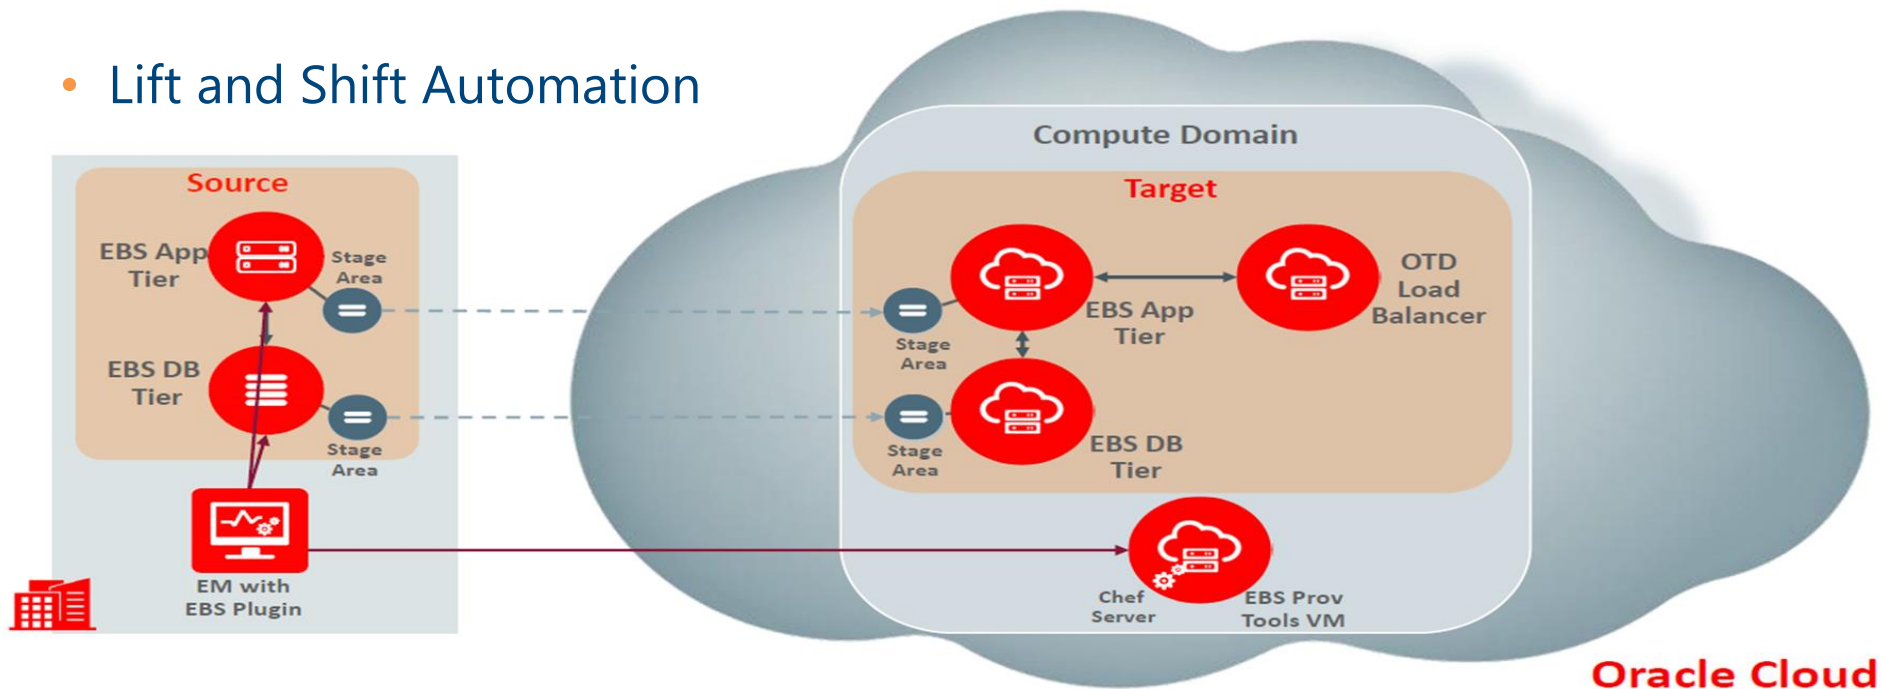 • Lift and Shift Automation
Source
EBS App
Tier
Stage
Area
EBS DB
Tier
Stage
Area
EM with
EBS Plugin
Compute Domain
Target
Stage
Area
EBS App
Tier
OTD
Load
Balancer
Stage
Area
EBS DB
Tier
Chef
Server
EBS Prov
Tools VM
Oracle Cloud